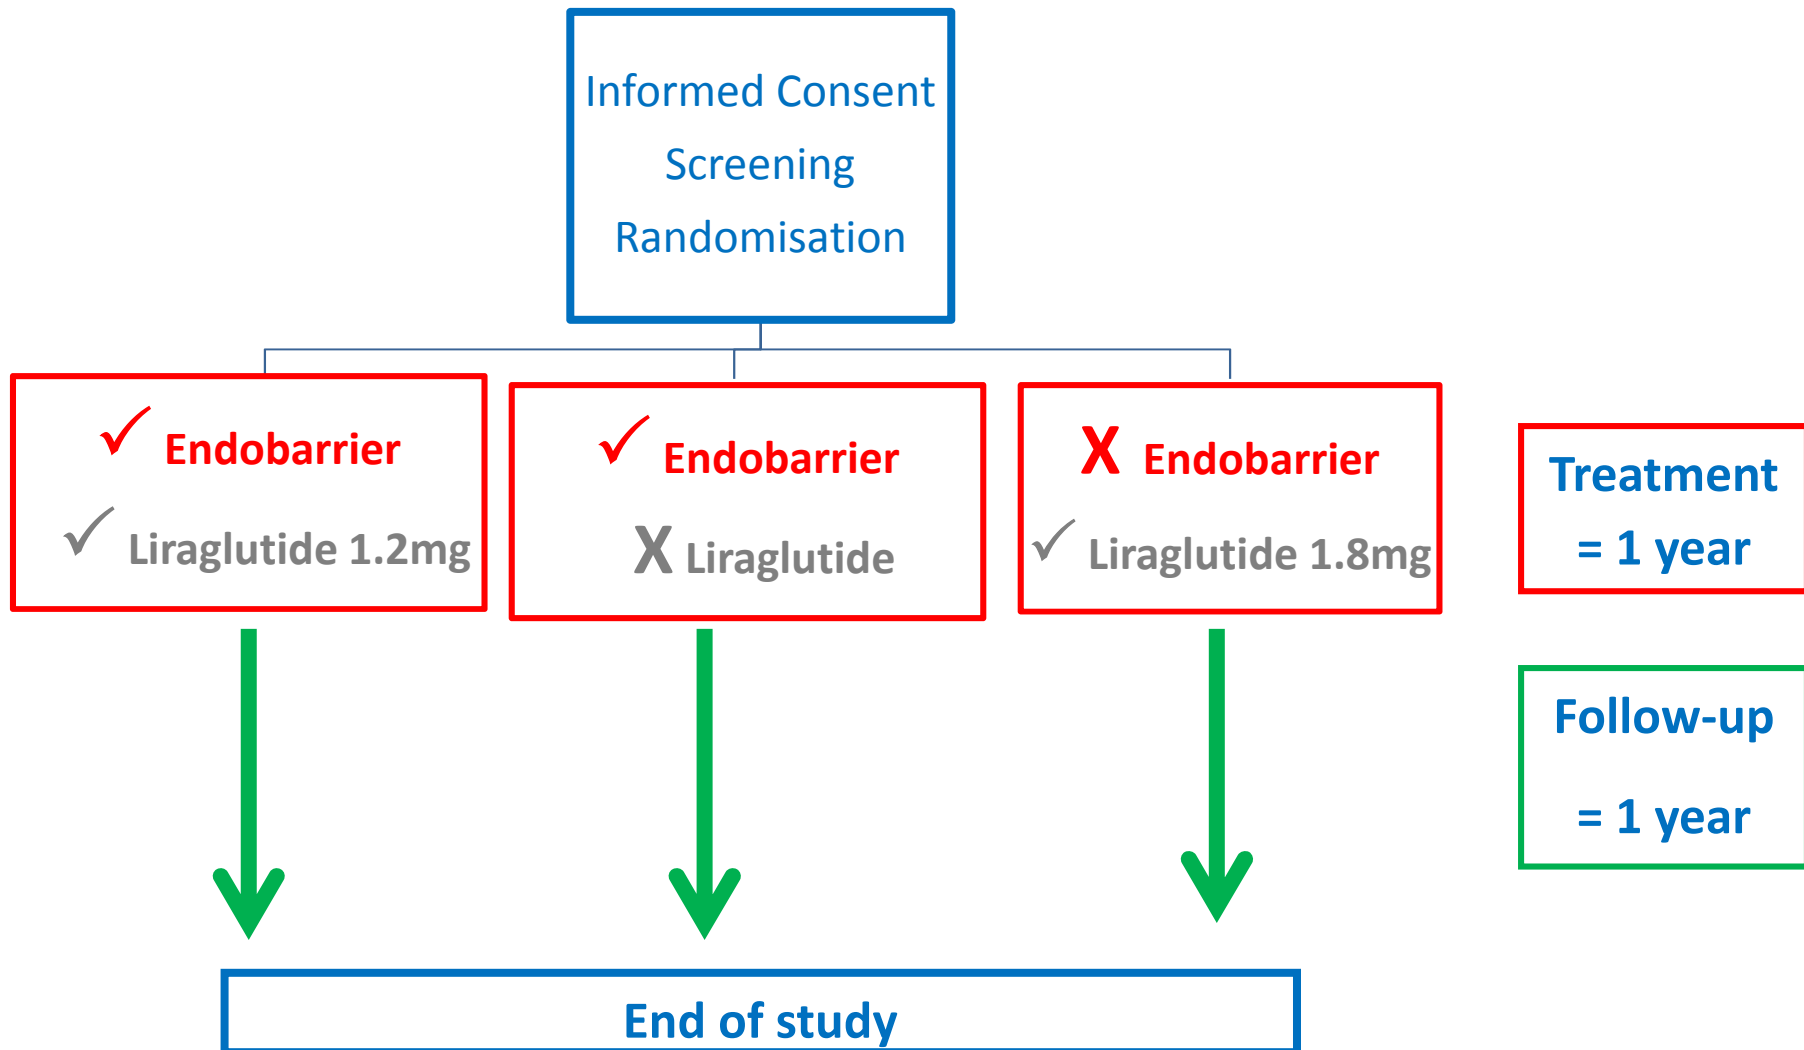 Informed Consent
Screening
Randomisation
✓ Endobarrier
✓ Liraglutide 1.2mg
✓ Endobarrier
X Liraglutide
X Endobarrier
✓ Liraglutide 1.8mg
Treatment
= 1 year
Follow-up
= 1 year
End of study